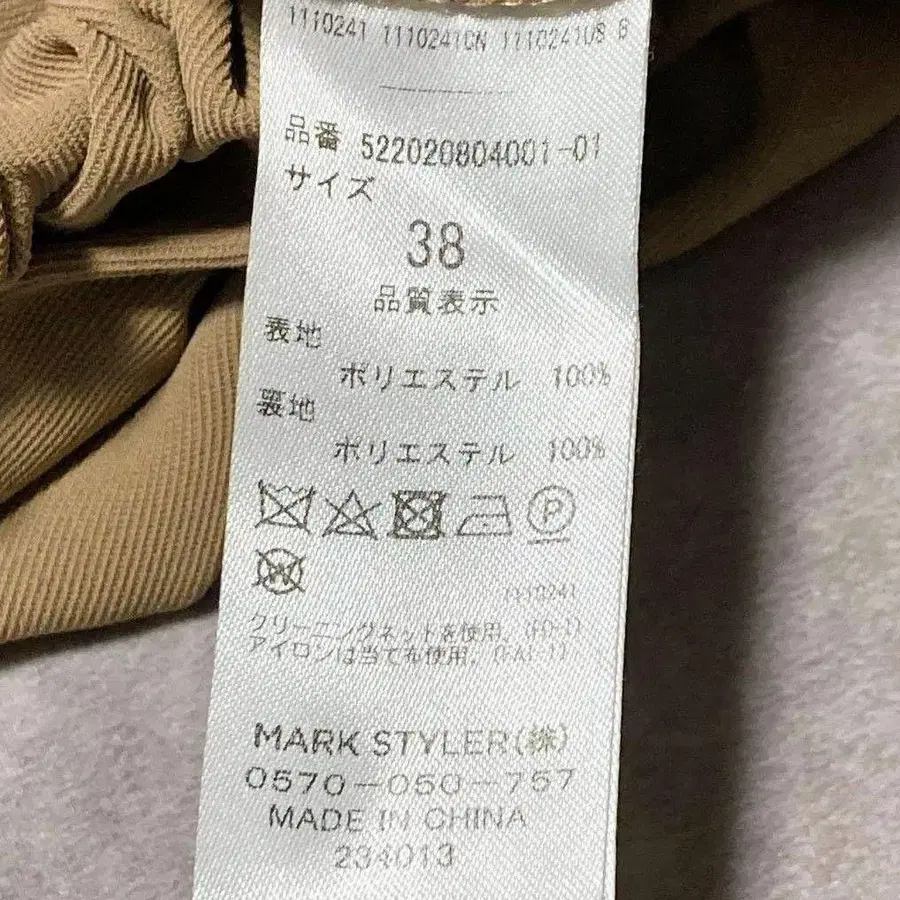 1110241 1110241CN 1110241US B
品番 522020804001-01
サイズ
38
品質表示
表地
ポリエステル 100%
裏地
ポリエステル 100%
P
W
1110241
クリーニングネットを使用。(FO-1)
アイロンは当て布使用。(FAI-1)
MARK STYLER(株)
0570-050-757
MADE IN CHINA
234013